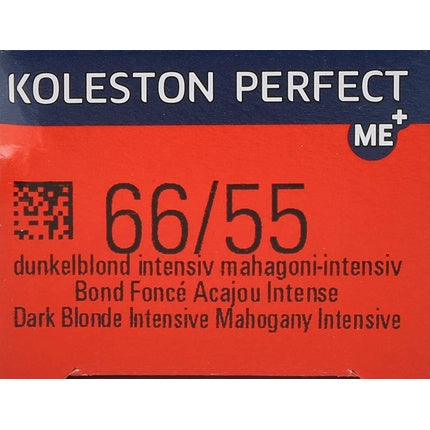 KOLESTON PERFECT
ME+
66/55
dunkelblond intensiv mahagoni-intensiv
Bond Foncé Acajou Intense
Dark Blonde Intensive Mahogany Intensive